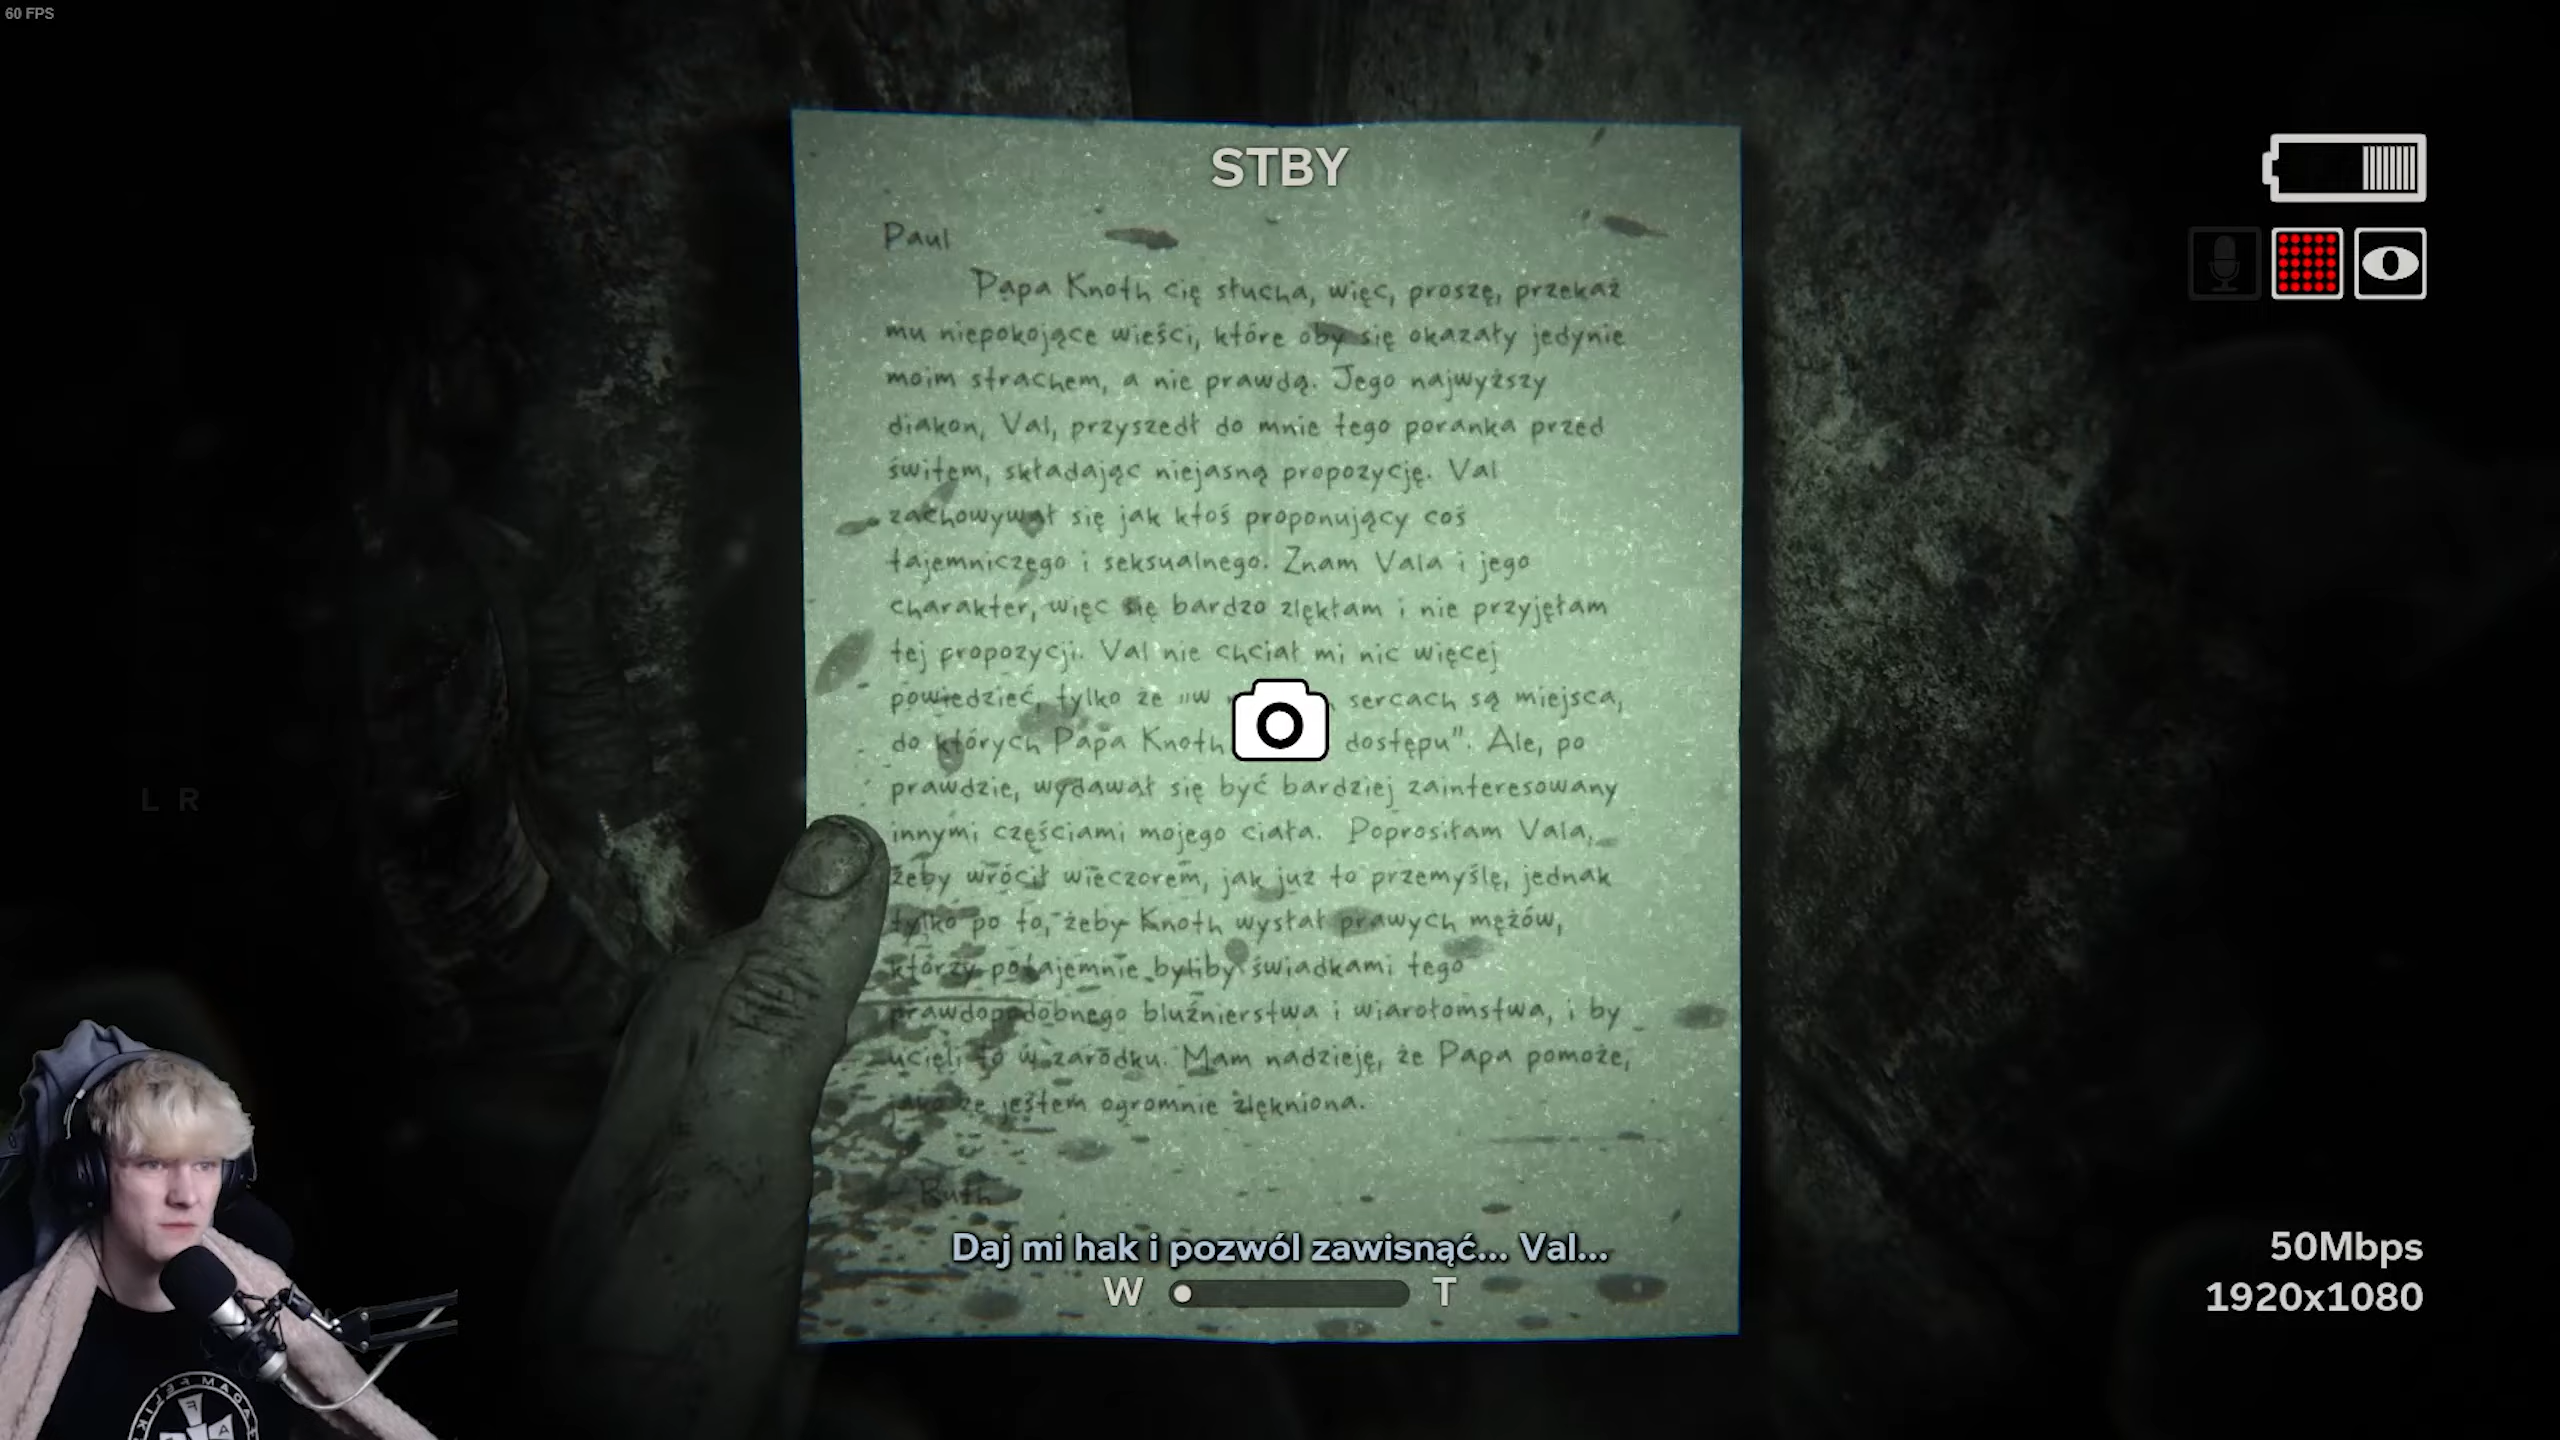 60 FPS
STBY
Paul
Papa Knoth cię słucha, więc, proszę, przekaż
mu niepokojące wieści, które oby się okazały jedynie
moim strachem, a nie prawdą. Jego najwyższy
diakon, Val, przyszedł do mnie tego poranka przed
świtem, składając niejasną propozycję. Val
zachowywał się jak ktoś proponujący coś
tajemniczego i seksualnego. Znam Vala i jego
charakter, więc się bardzo zlękłam i nie przyjęłam
tej propozycji. Val nie chciał mi nic więcej
powiedzieć, tylko że "w sercach są miejsca,
do których Papa Knoth dostępu". Ale, po
prawdzie, wydawał się być bardziej zainteresowany
innymi częściami mojego ciała. Poprosiłam Vala,
żeby wrócił wieczorem, jak już to przemyślę, jednak
tylko po to, żeby Knoth wysłał prawych mężów,
którzy potajemnie byliby świadkami tego
prawdopodobnego bluźnierstwa i wiarołomstwa, i by
ucięli to w zarodku. Mam nadzieję, że Papa pomoże,
jako że jestem ogromnie zlękniona.
Ruth
Daj mi hak i pozwól zawisnąć... Val...
W T
L R
50Mbps
1920x1080